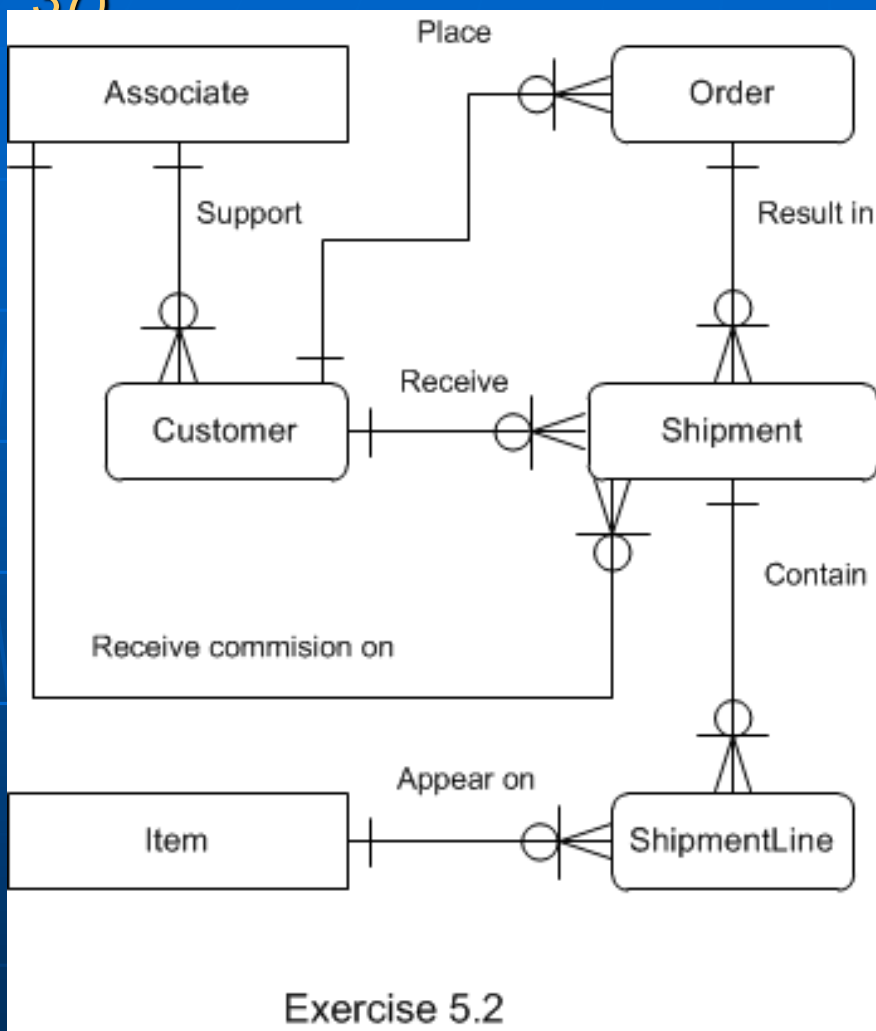 37)
Place
Associate
Order
Support
Result in
Receive
Customer
Shipment
Contain
Receive commision on
Appear on
Item
ShipmentLine
Exercise 5.2